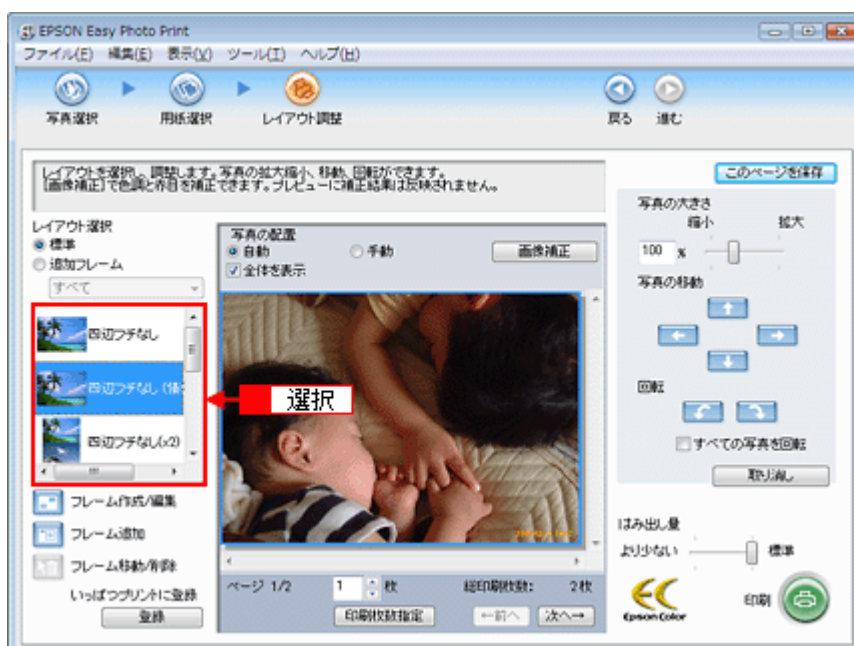 EPSON Easy Photo Print
ファイル(F) 編集(E) 表示(V) ツール(T) ヘルプ(H)
写真選択 用紙選択 レイアウト調整 戻る 進む
レイアウトを選択し、調整します。写真の拡大縮小、移動、回転ができます。
[画像補正]で色調と赤目を補正できます。プレビューに補正結果は反映されません。
このページを保存
レイアウト選択
標準
追加フレーム
すべて
四辺フチなし
四辺フチなし
四辺フチなし(x2)
選択
フレーム作成/編集
フレーム追加
フレーム移動/削除
いっぱつプリントに登録
登録
写真の配置
自動 手動 画像補正
全体を表示
ページ 1/2 1 枚 総印刷枚数: 2枚
印刷枚数指定 ←前へ 次へ→
写真の大きさ
縮小 拡大
100 %
写真の移動
回転
すべての写真を回転
取り消し
はみ出し量
より少ない 標準
Epson Color
印刷